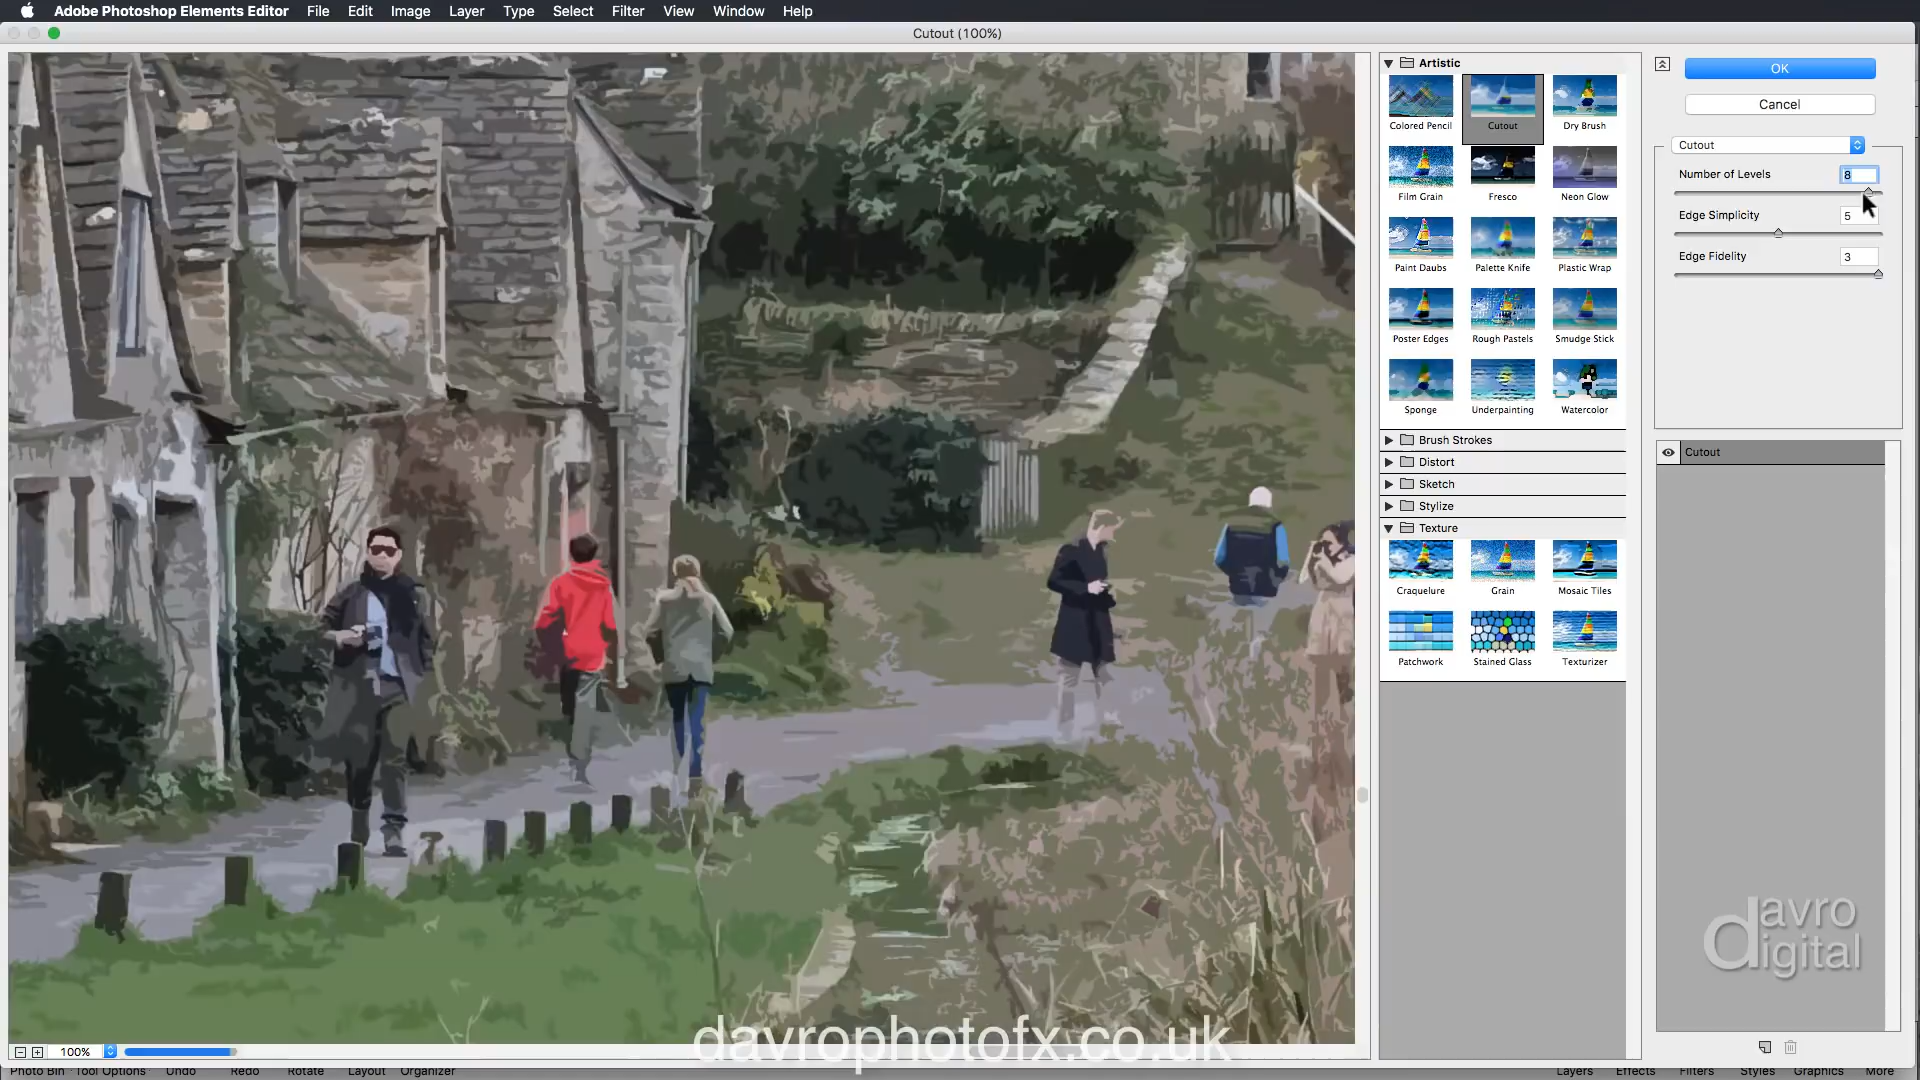 Adobe Photoshop Elements Editor File Edit Image Layer Type Select Filter View Window Help
Cutout (100%)
Artistic
Colored Pencil Cutout Dry Brush
Film Grain Fresco Neon Glow
Paint Daubs Palette Knife Plastic Wrap
Poster Edges Rough Pastels Smudge Stick
Sponge Underpainting Watercolor
Brush Strokes
Distort
Sketch
Stylize
Texture
Craquelure Grain Mosaic Tiles
Patchwork Stained Glass Texturizer
OK
Cancel
Cutout
Number of Levels 8
Edge Simplicity 5
Edge Fidelity 3
Cutout
davro
digital
davrophotofx.co.uk
100%
Photo Bin Tool Options Undo Redo Rotate Layout Organizer
Layers Effects Filters Styles Graphics More